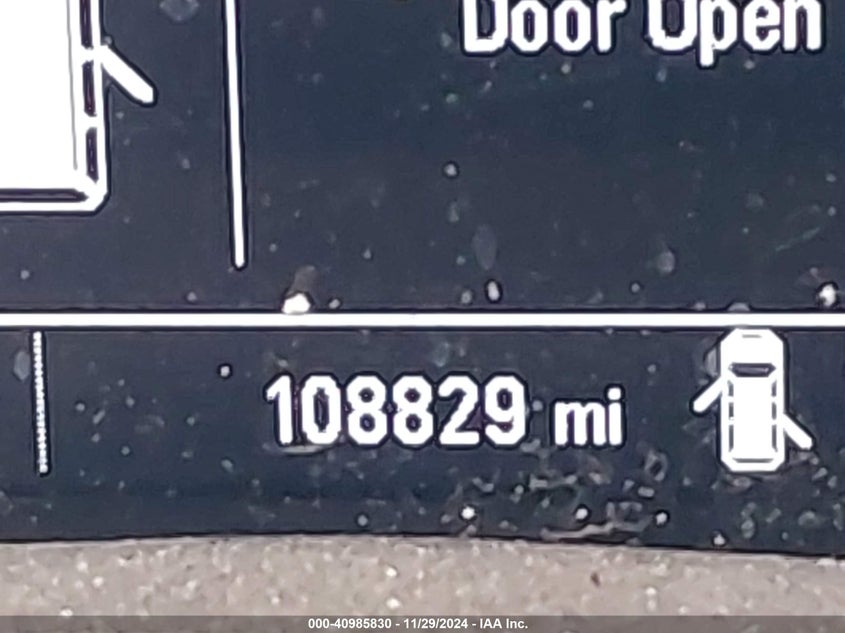 Door Open
108829 mi
000-40985830 - 11/29/2024 - IAA Inc.